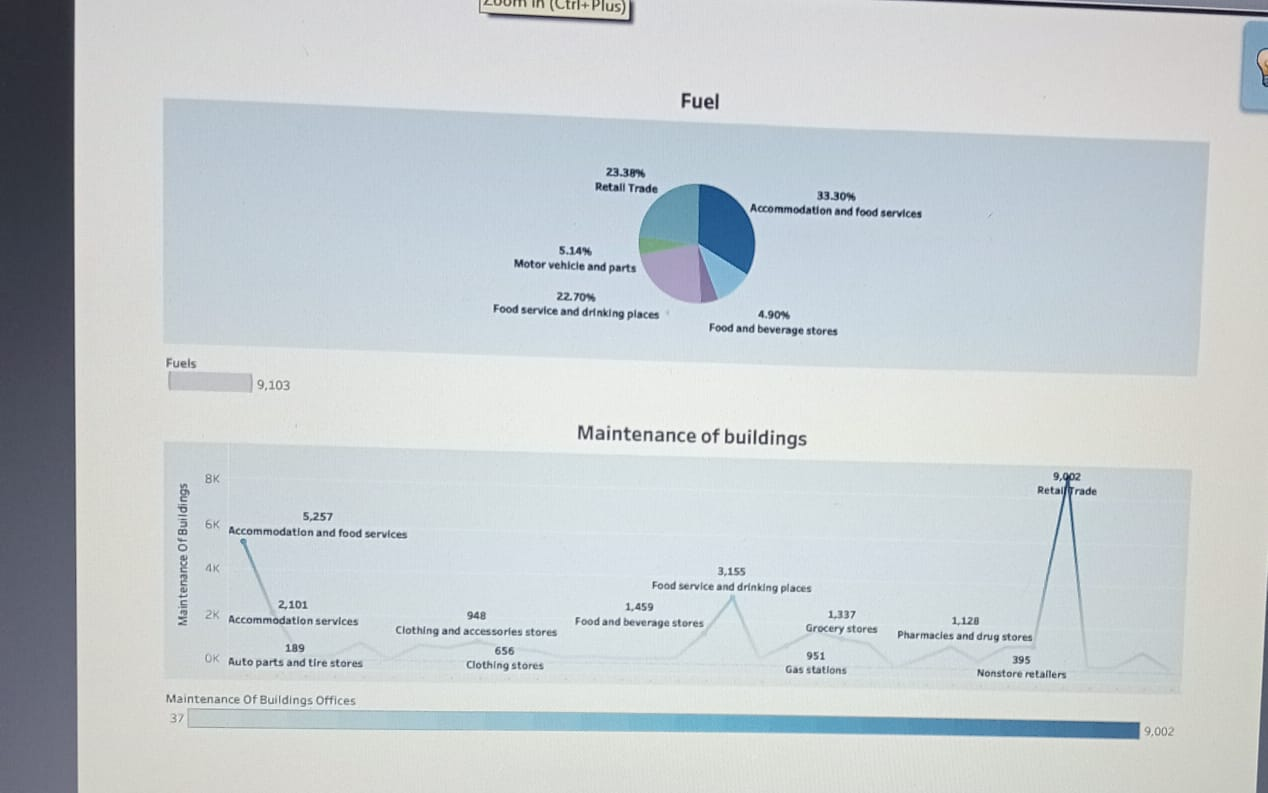 Zoom in (Ctrl+Plus)
Fuel
23.38%
Retail Trade
33.30%
Accommodation and food services
5.14%
Motor vehicle and parts
22.70%
Food service and drinking places
4.90%
Food and beverage stores
Fuels
9,103
Maintenance of buildings
Maintenance Of Buildings
8K
6K
4K
2K
0K
9,002
Retail Trade
5,257
Accommodation and food services
3,155
Food service and drinking places
2,101
Accommodation services
948
Clothing and accessories stores
1,459
Food and beverage stores
1,337
Grocery stores
1,128
Pharmacies and drug stores
189
Auto parts and tire stores
656
Clothing stores
951
Gas stations
395
Nonstore retailers
Maintenance Of Buildings Offices
37
9,002